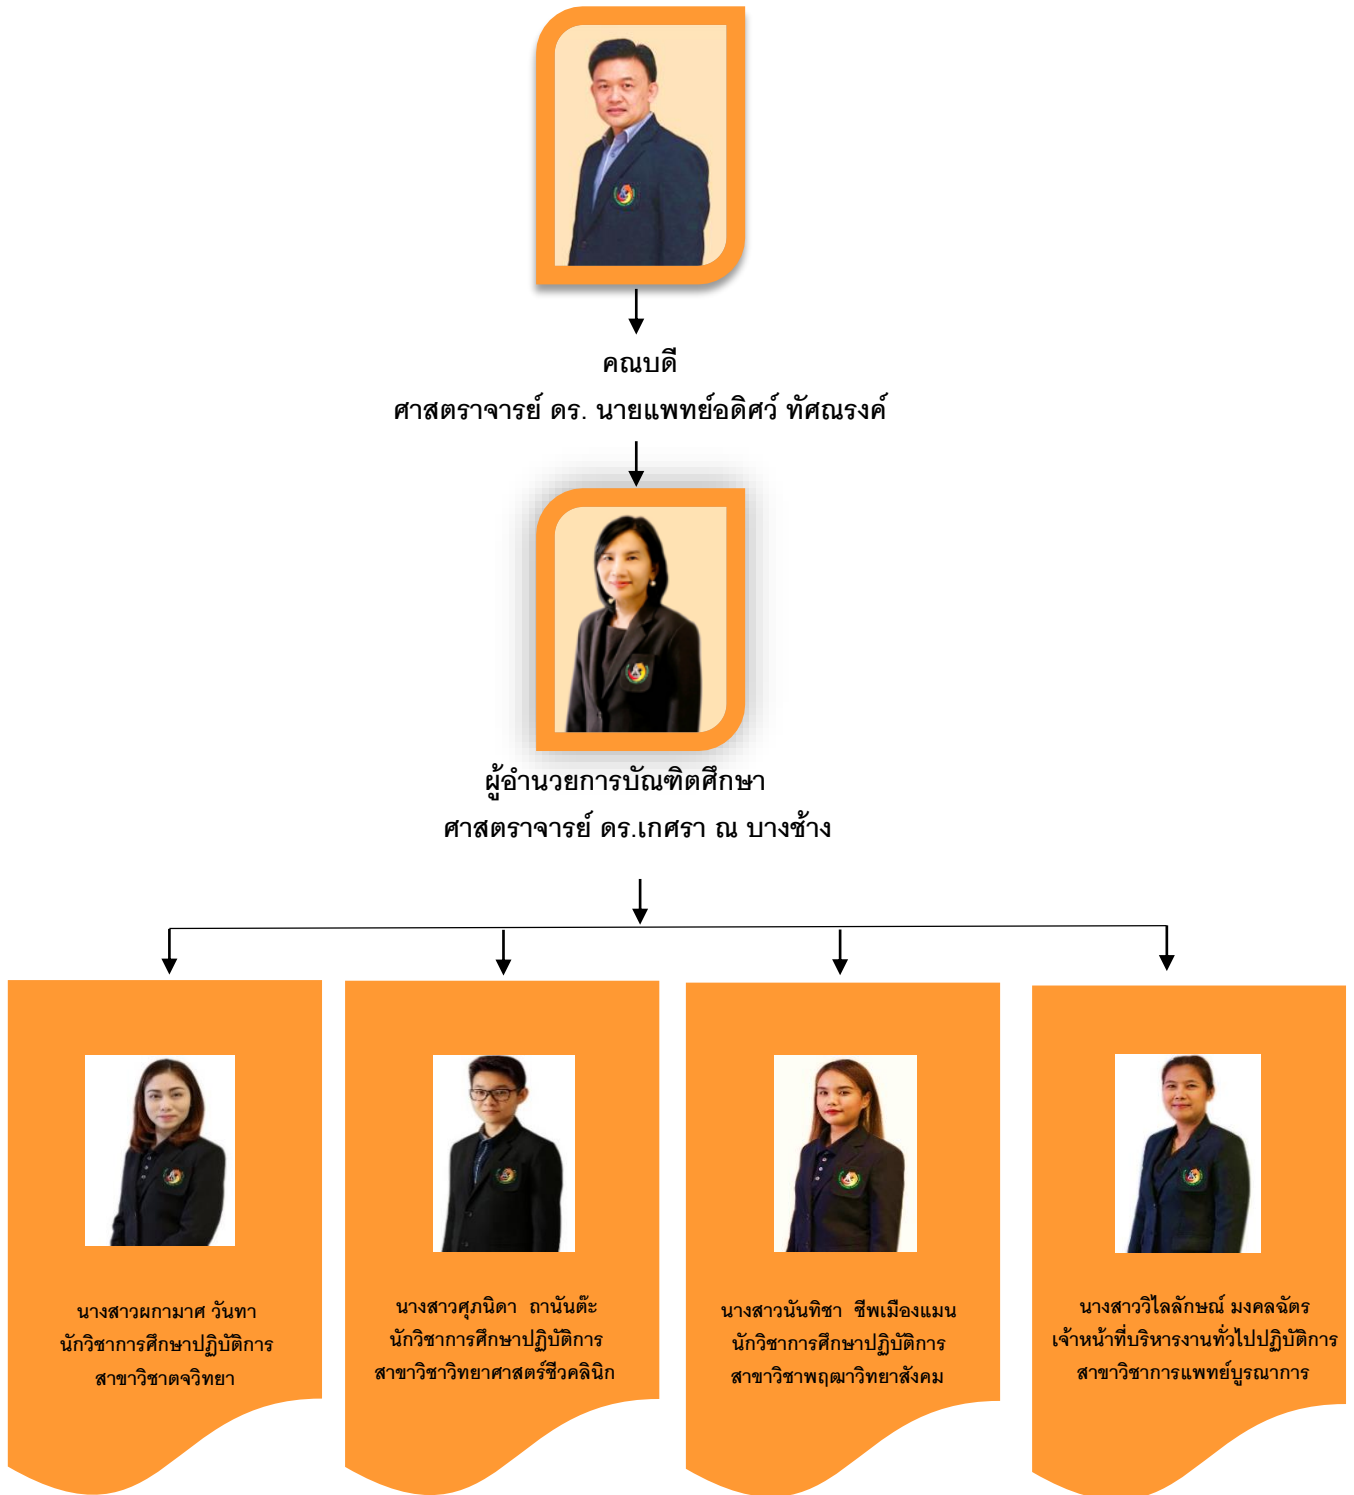 คณบดี
ศาสตราจารย์ ดร. นายแพทย์อดิศว์ ทัศณรงค์
ผู้อำนวยการบัณฑิตศึกษา
ศาสตราจารย์ ดร.เกศรา ณ บางช้าง
นางสาวผกามาศ วันทา
นักวิชาการศึกษาปฏิบัติการ
สาขาวิชาตจวิทยา
นางสาวศุภนิดา ถานันต๊ะ
นักวิชาการศึกษาปฏิบัติการ
สาขาวิชาวิทยาศาสตร์ชีวคลินิก
นางสาวนันทิชา ชีพเมืองแมน
นักวิชาการศึกษาปฏิบัติการ
สาขาวิชาพฤฒาวิทยาสังคม
นางสาววิไลลักษณ์ มงคลฉัตร
เจ้าหน้าที่บริหารงานทั่วไปปฏิบัติการ
สาขาวิชาการแพทย์บูรณาการ